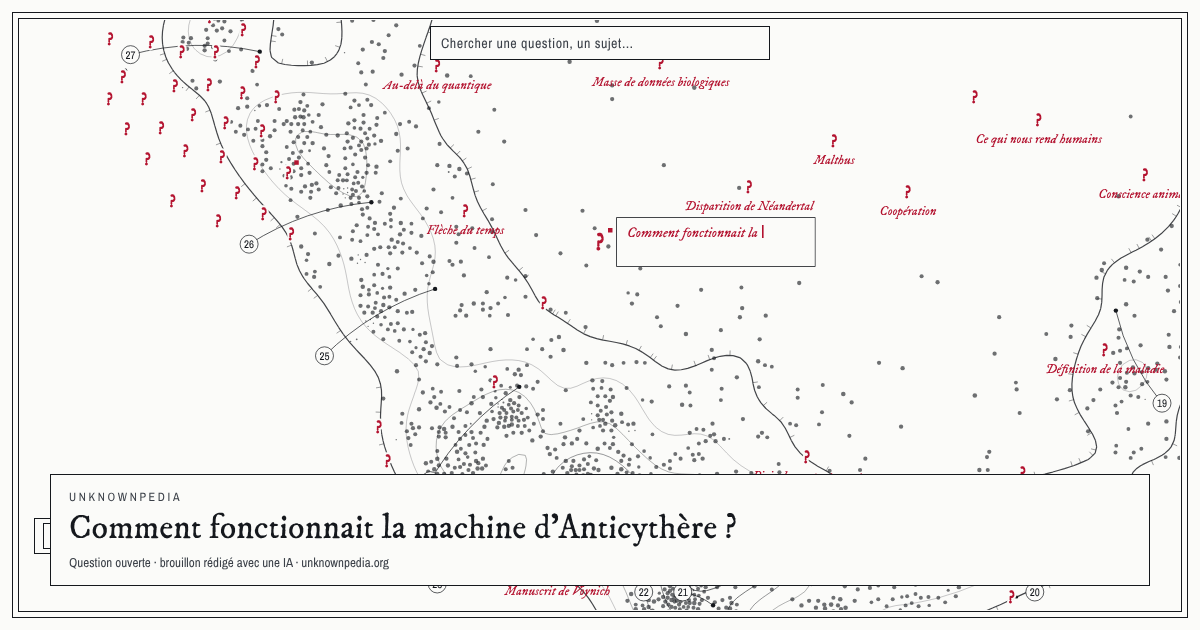 Chercher une question, un sujet...
27
Au-delà du quantique
Masse de données biologiques
Ce qui nous rend humains
Malthus
Disparition de Néandertal
Coopération
Conscience anim
Flèche du temps
Comment fonctionnait la
26
25
Définition de la maladie
19
UNKNOWNPEDIA
Comment fonctionnait la machine d'Anticythère ?
Question ouverte · brouillon rédigé avec une IA · unknownpedia.org
Manuscrit de Voynich
22
21
20